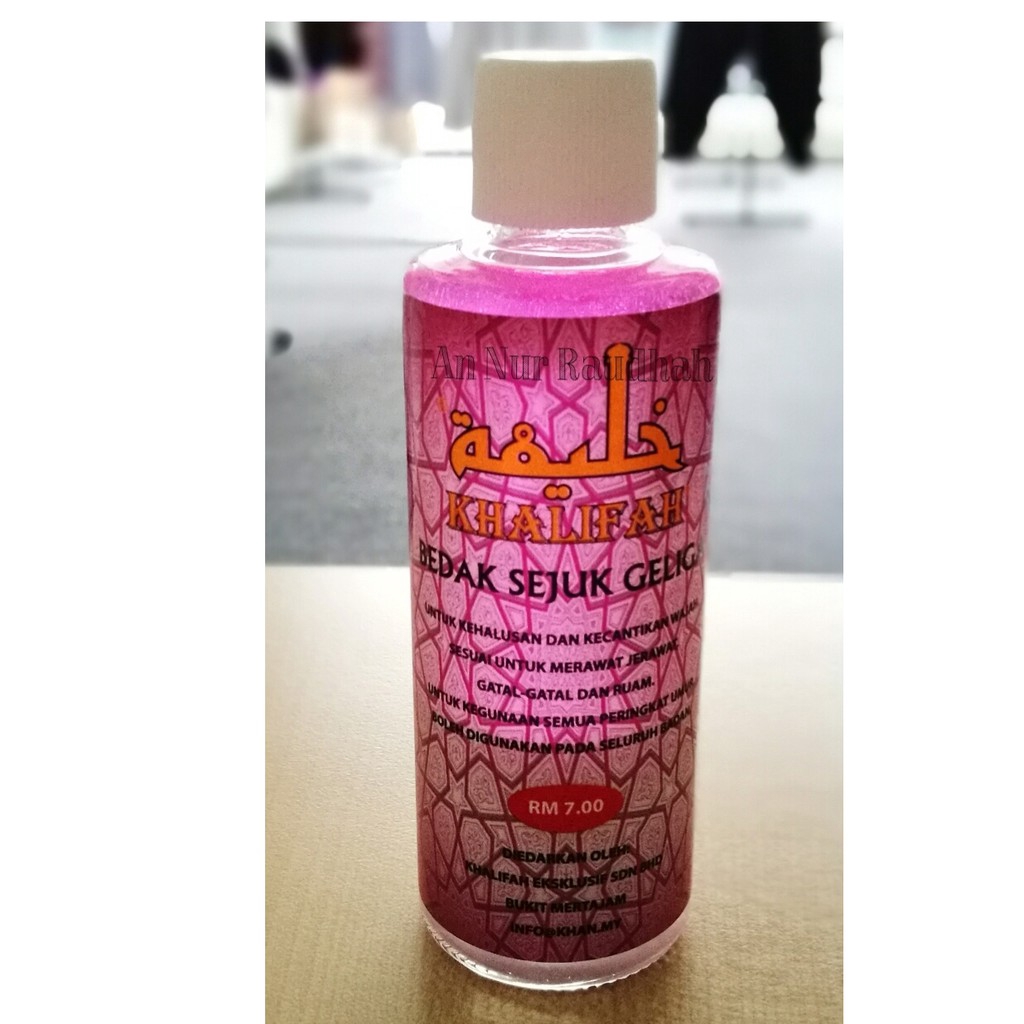 An Nur Raudhah
خليفة
KHALIFAH
BEDAK SEJUK GELIGA
UNTUK KEHALUSAN DAN KECANTIKAN WAJAH.
SESUAI UNTUK MERAWAT JERAWAT,
GATAL-GATAL DAN RUAM.
UNTUK KEGUNAAN SEMUA PERINGKAT UMUR.
BOLEH DIGUNAKAN PADA SELURUH BADAN.
RM 7.00
DIEDARKAN OLEH:
KHALIFAH EKSKLUSIF SDN BHD
BUKIT MERTAJAM
INFO@KHAN.MY